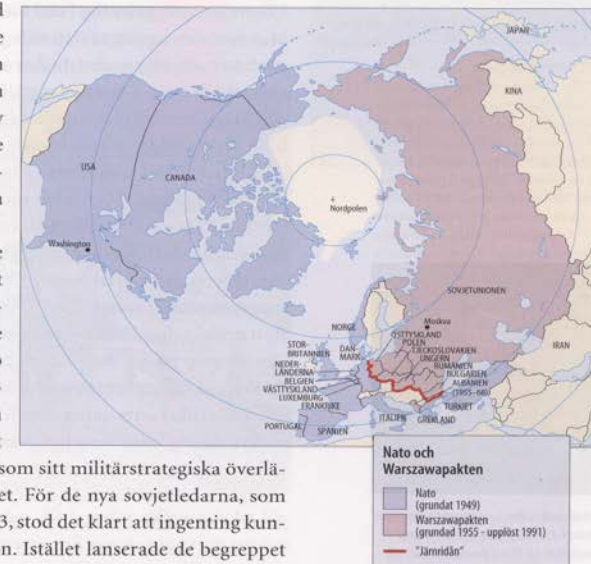 JAPAN
KINA
USA
CANADA
Nordpolen
Washington
SOVJETUNIONEN
Moskva
NORGE
ÖSTTYSKLAND
POLEN
TJECKOSLOVAKIEN
UNGERN
RUMÄNIEN
BULGARIEN
ALBANIEN
(1955–68)
IRAN
STOR-
BRITANNIEN
DAN-
MARK
NEDER-
LÄNDERNA
BELGIEN
VÄSTTYSKLAND
LUXEMBURG
FRANKRIKE
PORTUGAL
SPANIEN
ITALIEN
GREKLAND
TURKIET
Nato och
Warszawapakten
Nato
(grundat 1949)
Warszawapakten
(grundad 1955 - upplöst 1991)
"Järnridån"
som sitt militärstrategiska överlä-
et. För de nya sovjetledarna, som
3, stod det klart att ingenting kun-
n. Istället lanserade de begreppet